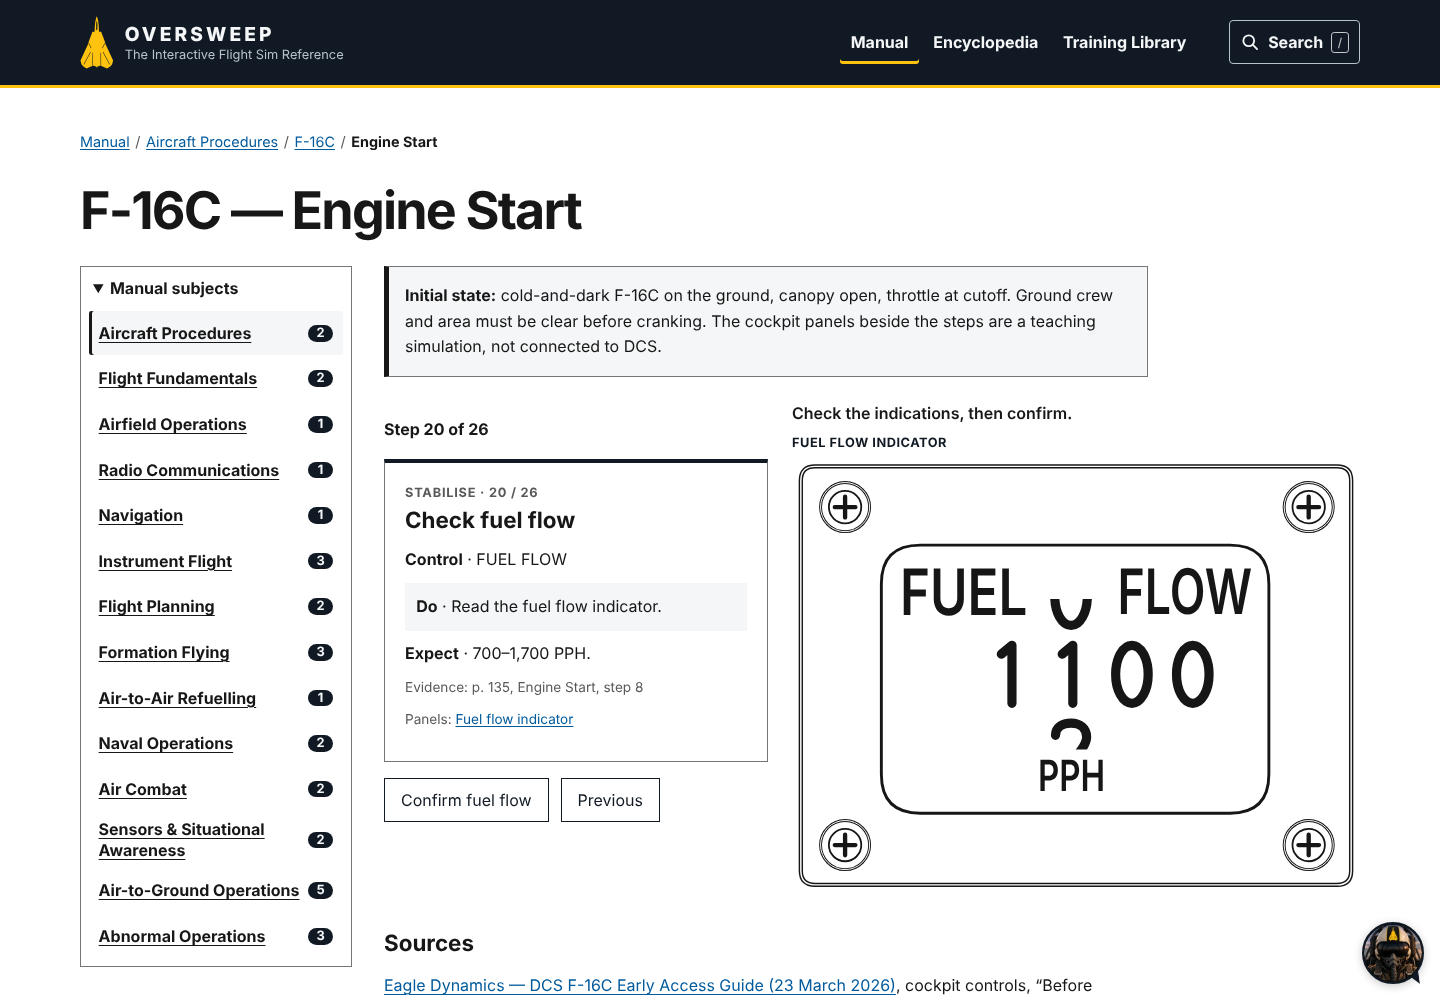 OVERSWEEP
The Interactive Flight Sim Reference
Manual
Encyclopedia
Training Library
Search /
Manual / Aircraft Procedures / F-16C / Engine Start
F-16C — Engine Start
▼ Manual subjects
Aircraft Procedures 2
Flight Fundamentals 2
Airfield Operations 1
Radio Communications 1
Navigation 1
Instrument Flight 3
Flight Planning 2
Formation Flying 3
Air-to-Air Refuelling 1
Naval Operations 2
Air Combat 2
Sensors & Situational
Awareness 2
Air-to-Ground Operations 5
Abnormal Operations 3
Initial state: cold-and-dark F-16C on the ground, canopy open, throttle at cutoff. Ground crew
and area must be clear before cranking. The cockpit panels beside the steps are a teaching
simulation, not connected to DCS.
Step 20 of 26
STABILISE · 20 / 26
Check fuel flow
Control · FUEL FLOW
Do · Read the fuel flow indicator.
Expect · 700–1,700 PPH.
Evidence: p. 135, Engine Start, step 8
Panels: Fuel flow indicator
Confirm fuel flow
Previous
Check the indications, then confirm.
FUEL FLOW INDICATOR
FUEL FLOW
1100
PPH
Sources
Eagle Dynamics — DCS F-16C Early Access Guide (23 March 2026), cockpit controls, “Before